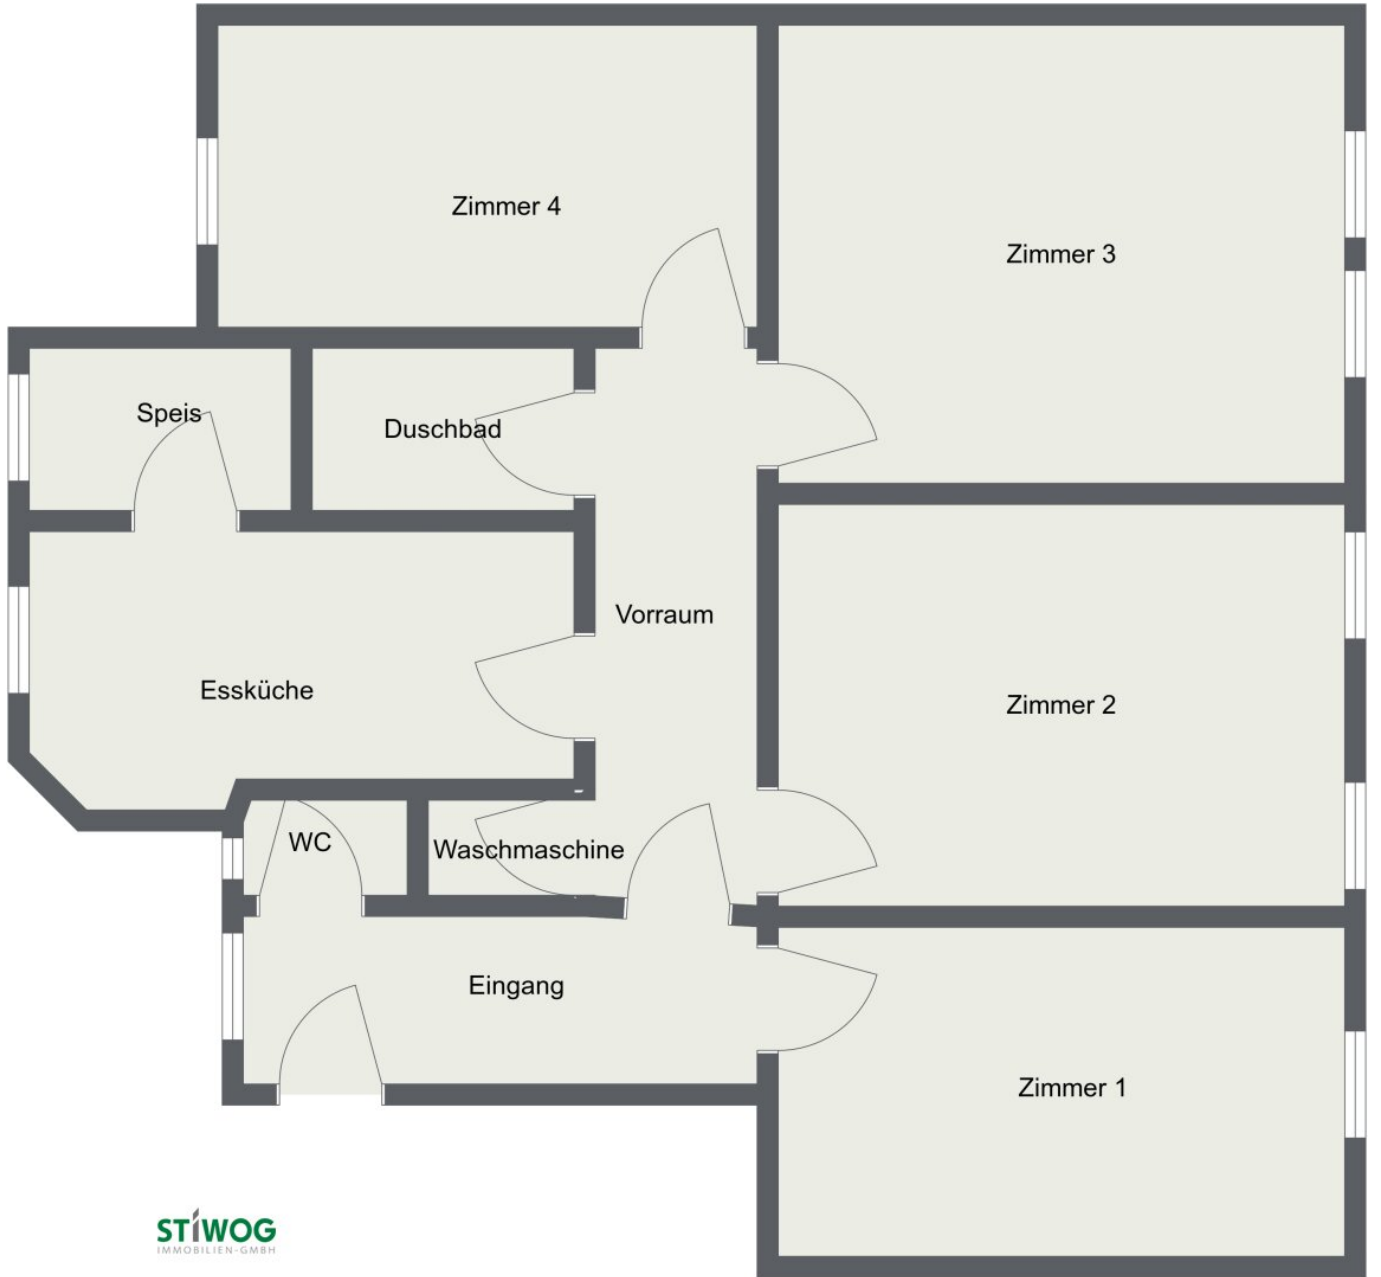 Zimmer 4
Zimmer 3
Speis
Duschbad
Vorraum
Essküche
Zimmer 2
WC
Waschmaschine
Eingang
Zimmer 1
STIWOG
IMMOBILIEN-GMBH